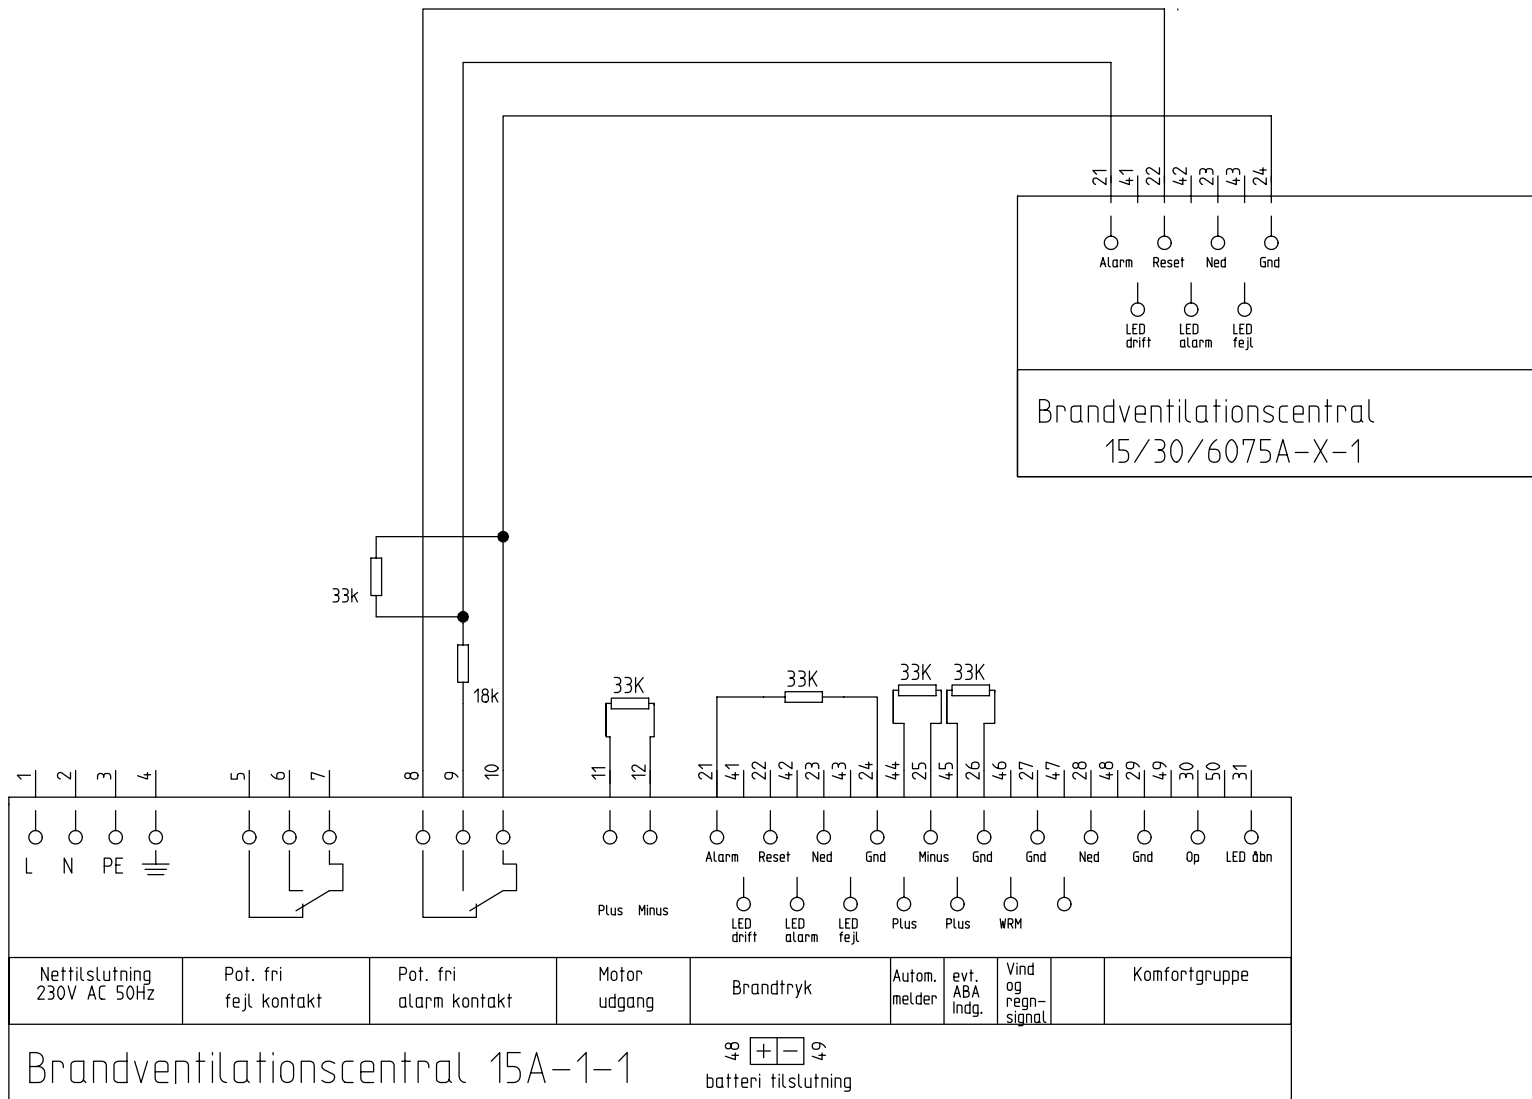 21 41 22 42 23 43 24
Alarm Reset Ned Gnd
LED drift
LED alarm
LED fejl
Brandventilationscentral
15/30/6075A-X-1
33k
18k
33K
33K
33K
33K
1 2 3 4 5 6 7 8 9 10 11 12 21 41 22 42 23 43 24 44 25 45 26 46 27 47 28 48 29 49 30 50 31
L N PE
Alarm Reset Ned Gnd Minus Gnd Gnd Ned Gnd Op LED åbn
Plus Minus
LED drift
LED alarm
LED fejl
Plus Plus WRM
Nettilslutning
230V AC 50Hz
Pot. fri
fejl kontakt
Pot. fri
alarm kontakt
Motor
udgang
Brandtryk
Autom.
melder
evt.
ABA
Indg.
Vind
og
regn-
signal
Komfortgruppe
Brandventilationscentral 15A-1-1
48 + - 49
batteri tilslutning